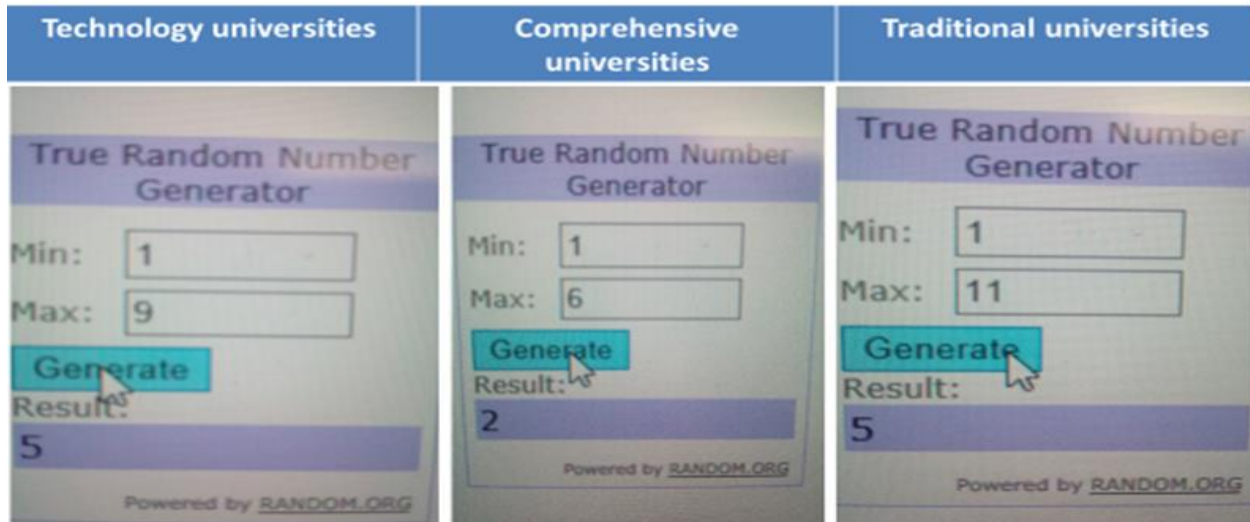 Technology universities
Comprehensive
universities
Traditional universities
True Random Number
Generator
Min: 1
Max: 9
Generate
Result:
5
Powered by RANDOM.ORG
True Random Number
Generator
Min: 1
Max: 6
Generate
Result:
2
Powered by RANDOM.ORG
True Random Number
Generator
Min: 1
Max: 11
Generate
Result:
5
Powered by RANDOM.ORG